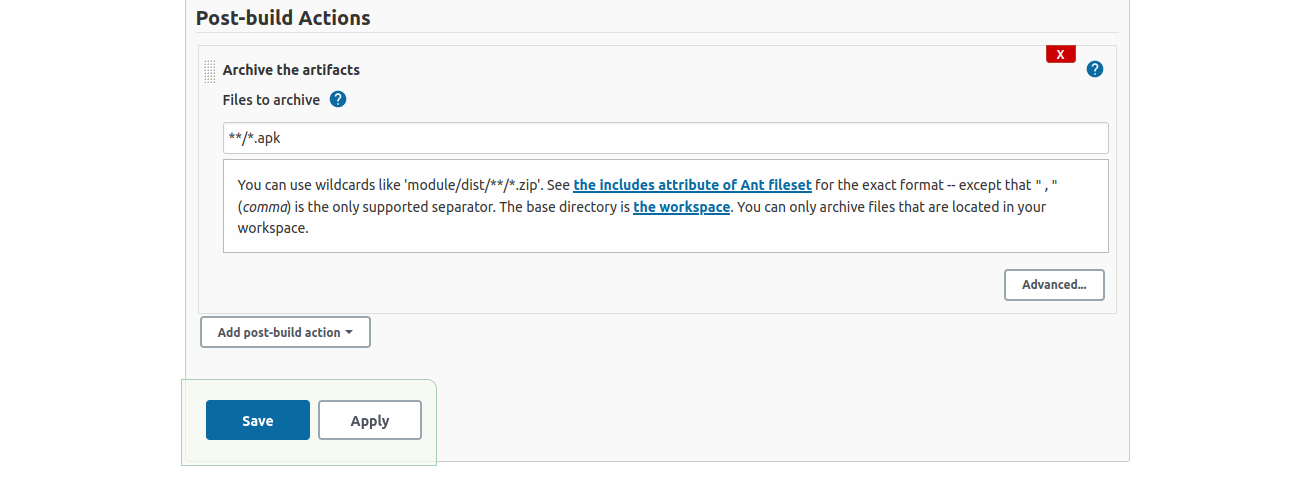 Post-build Actions
X
Archive the artifacts ?
Files to archive ?
**/*.apk
You can use wildcards like 'module/dist/**/*.zip'. See the includes attribute of Ant fileset for the exact format -- except that ","
(comma) is the only supported separator. The base directory is the workspace. You can only archive files that are located in your
workspace.
Advanced...
Add post-build action
Save Apply